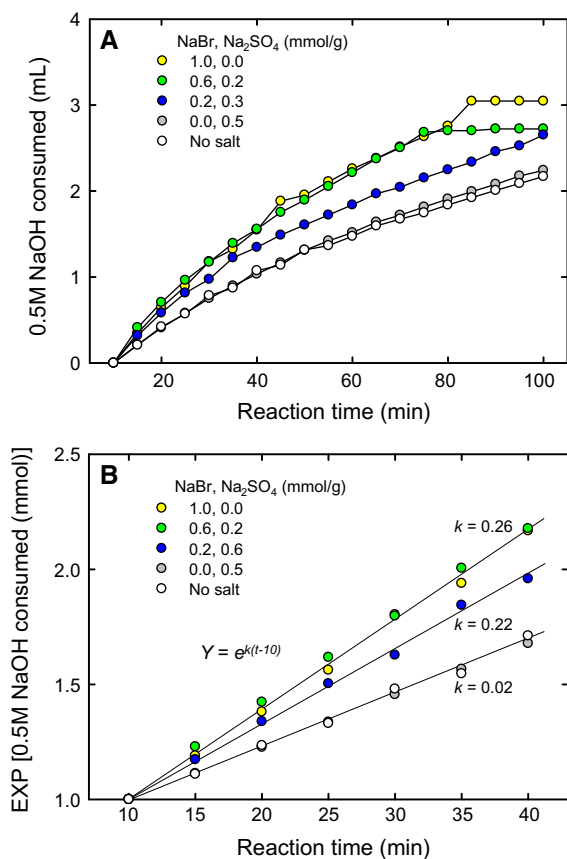 A
NaBr, Na2SO4 (mmol/g)
1.0, 0.0
0.6, 0.2
0.2, 0.3
0.0, 0.5
No salt
4
3
2
1
0
0.5M NaOH consumed (mL)
20 40 60 80 100
Reaction time (min)
B
NaBr, Na2SO4 (mmol/g)
1.0, 0.0
0.6, 0.2
0.2, 0.6
0.0, 0.5
No salt
k = 0.26
k = 0.22
k = 0.02
Y = e^k(t-10)
2.5
2.0
1.5
1.0
EXP [0.5M NaOH consumed (mmol)]
10 15 20 25 30 35 40
Reaction time (min)